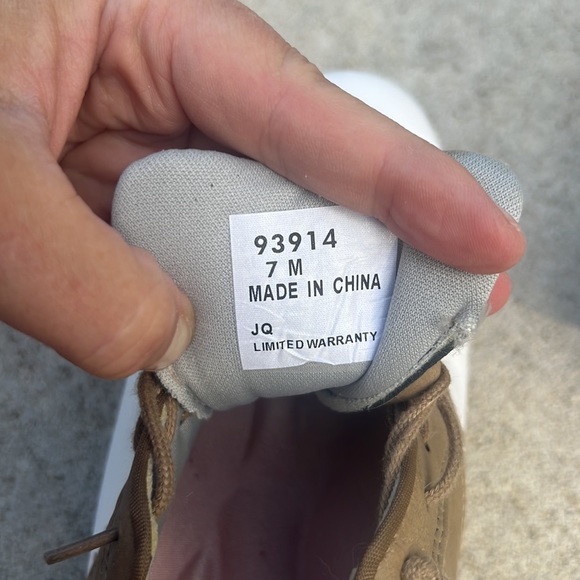 93914
7 M
MADE IN CHINA
JQ
LIMITED WARRANTY